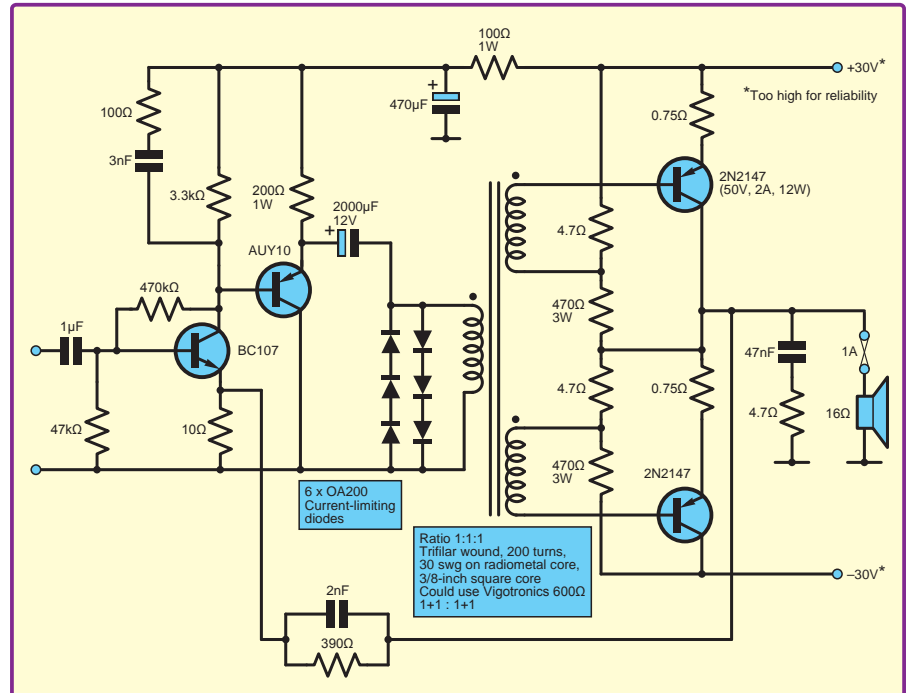 100Ω
1W
+30V*
*Too high for reliability
100Ω
+
470µF
0.75Ω
3nF
2N2147
(50V, 2A, 12W)
3.3kΩ
200Ω
1W
2000µF
12V
+
4.7Ω
AUY10
470kΩ
470Ω
3W
1µF
BC107
47nF
1A
4.7Ω
0.75Ω
47kΩ
10Ω
4.7Ω
16Ω
470Ω
3W
2N2147
6 x OA200
Current-limiting
diodes
Ratio 1:1:1
Trifilar wound, 200 turns,
30 swg on radiometal core,
3/8-inch square core
Could use Vigotronics 600Ω
1+1 : 1+1
–30V*
2nF
390Ω